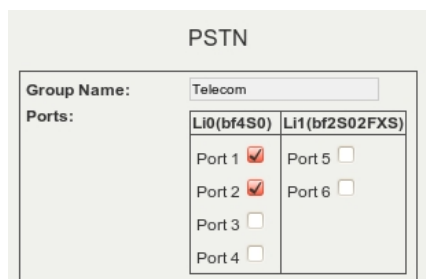 PSTN
Group Name: Telecom
Ports:
Li0(bf4S0) Li1(bf2S02FXS)
Port 1 Port 5
Port 2 Port 6
Port 3
Port 4